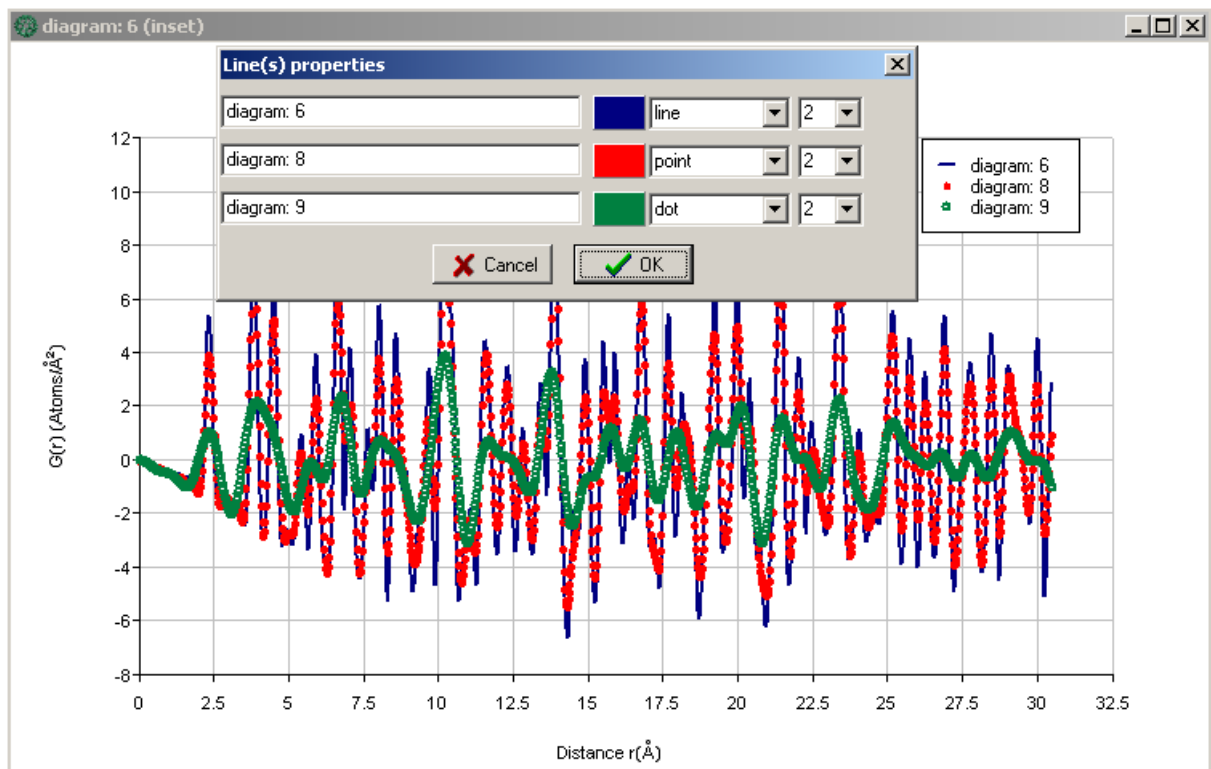 diagram: 6 (inset)
Line(s) properties
diagram: 6 line 2
diagram: 8 point 2
diagram: 9 dot 2
Cancel OK
diagram: 6
diagram: 8
diagram: 9
12
10
8
6
4
2
0
-2
-4
-6
-8
G(r) (Atoms/Å²)
0 2.5 5 7.5 10 12.5 15 17.5 20 22.5 25 27.5 30 32.5
Distance r(Å)